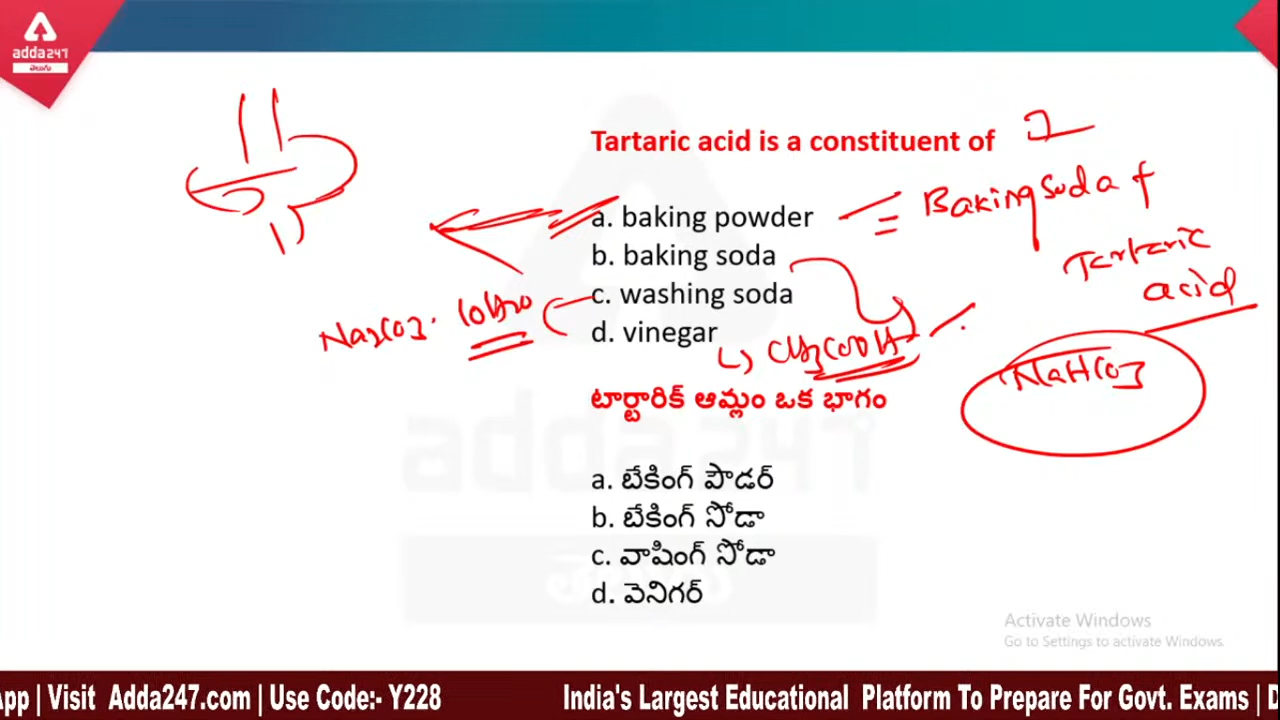 adda247
తెలుగు
Tartaric acid is a constituent of
a. baking powder
= Baking soda +
Tartaric
acid
b. baking soda
c. washing soda
Na2CO3. 10H2O
d. vinegar
CH3COOH
NaHCO3
టార్టారిక్ ఆమ్లం ఒక భాగం
adda247
a. బేకింగ్ పౌడర్
b. బేకింగ్ సోడా
c. వాషింగ్ సోడా
d. వెనిగర్
Activate Windows
Go to Settings to activate Windows.
App | Visit Adda247.com | Use Code:- Y228
India's Largest Educational Platform To Prepare For Govt. Exams |